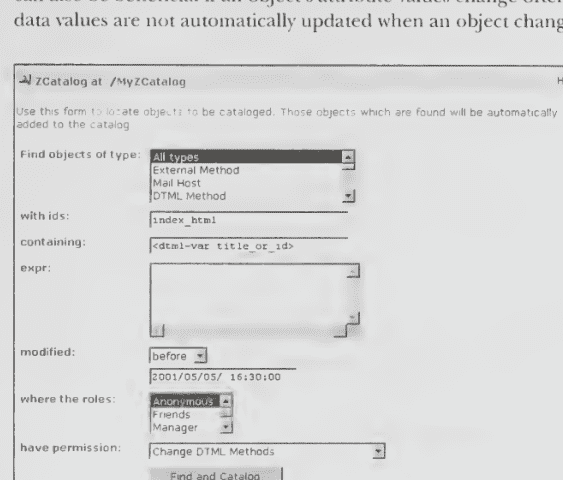 data values are not automatically updated when an object chang
ZCatalog at /MyZCatalog
Use this form to locate objects to be cataloged. Those objects which are found will be automatically
added to the catalog
Find objects of type:
All types
External Method
Mail Host
DTML Method
with ids:
index_html
containing:
<dtml-var title_or_id>
expr:
modified:
before
2001/05/05/ 16:30:00
where the roles:
Anonymous
Friends
Manager
have permission:
Change DTML Methods
Find and Catalog